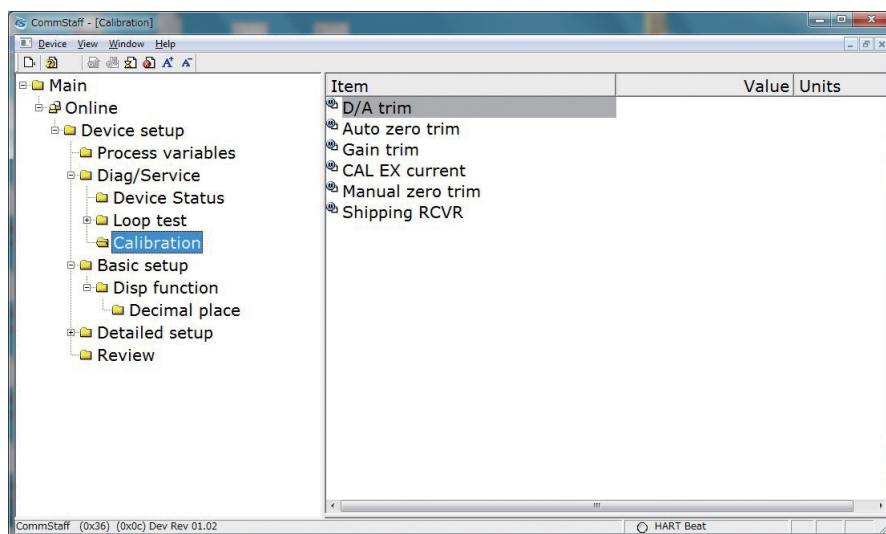 CommStaff - [Calibration]
Device View Window Help
Main
Online
Device setup
Process variables
Diag/Service
Device Status
Loop test
Calibration
Basic setup
Disp function
Decimal place
Detailed setup
Review
Item Value Units
D/A trim
Auto zero trim
Gain trim
CAL EX current
Manual zero trim
Shipping RCVR
CommStaff (0x36) (0x0c) Dev Rev 01.02
HART Beat